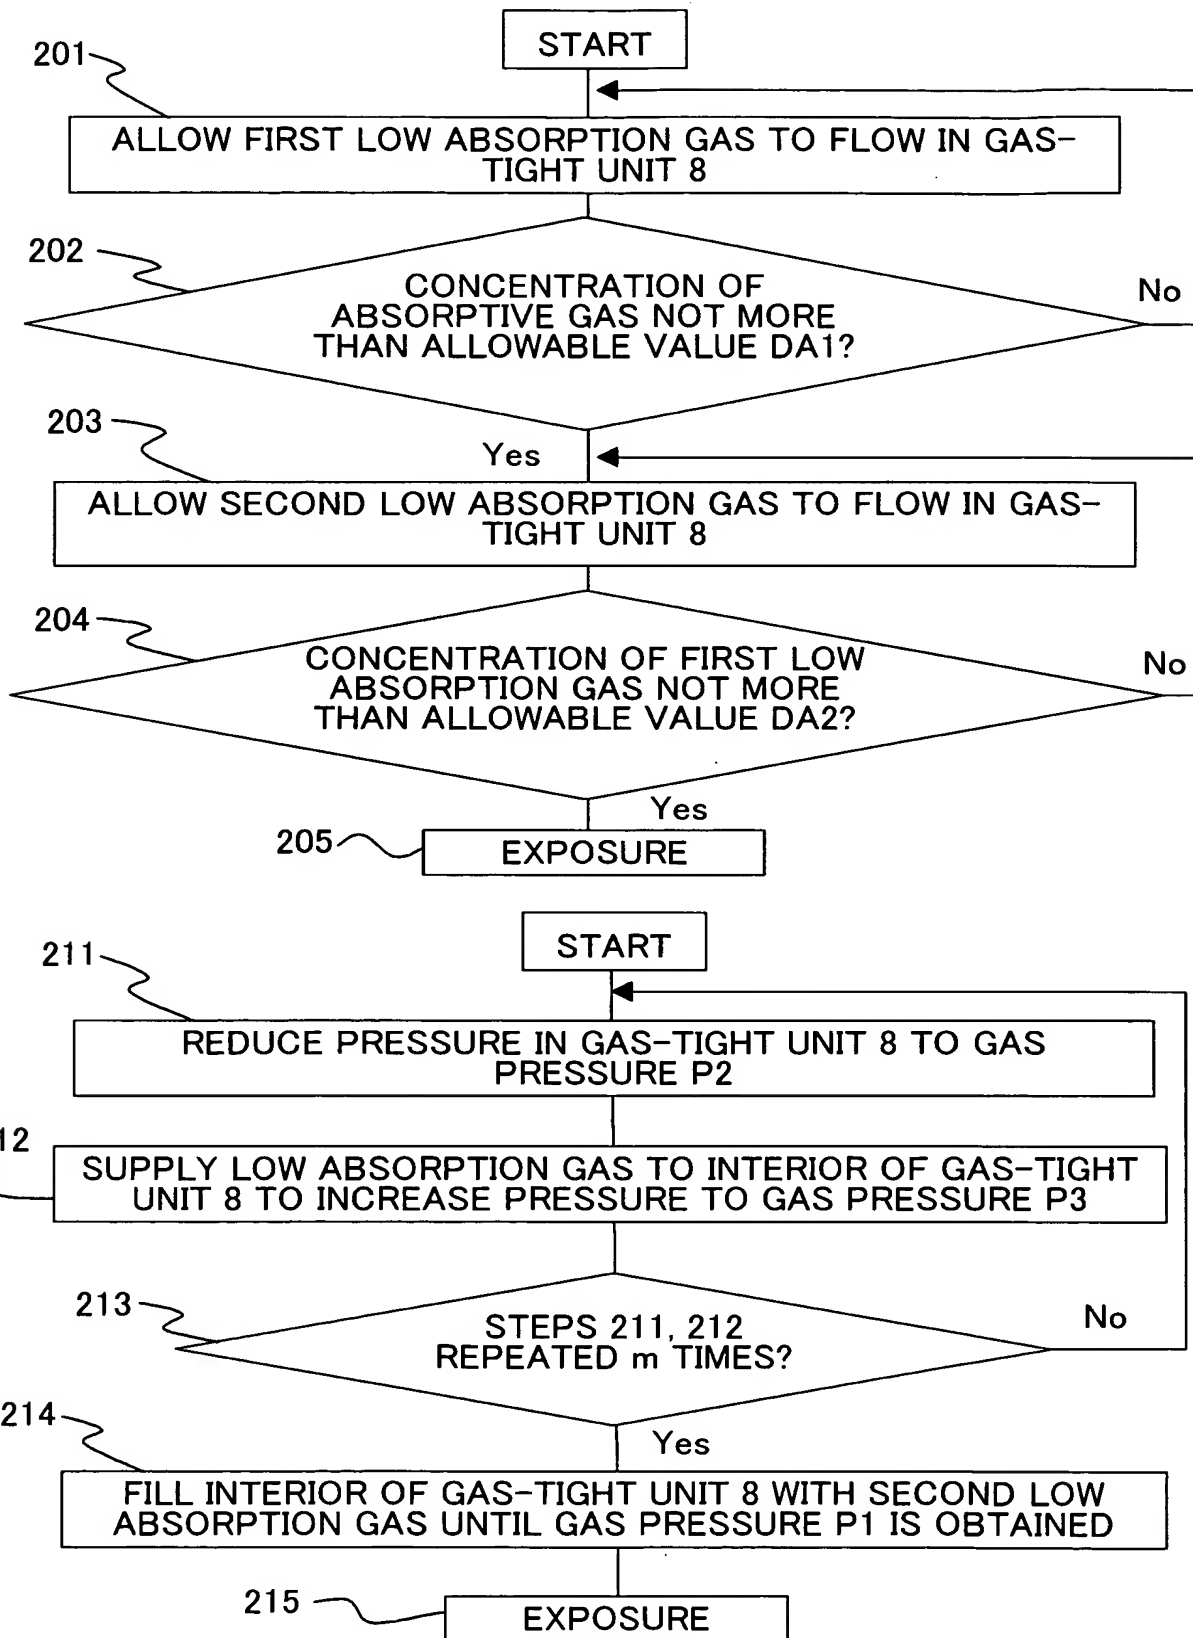 START
201
ALLOW FIRST LOW ABSORPTION GAS TO FLOW IN GAS-
TIGHT UNIT 8
202
CONCENTRATION OF
ABSORPTIVE GAS NOT MORE
THAN ALLOWABLE VALUE DA1?
No
203
Yes
ALLOW SECOND LOW ABSORPTION GAS TO FLOW IN GAS-
TIGHT UNIT 8
204
CONCENTRATION OF FIRST LOW
ABSORPTION GAS NOT MORE
THAN ALLOWABLE VALUE DA2?
No
Yes
205
EXPOSURE
START
211
REDUCE PRESSURE IN GAS-TIGHT UNIT 8 TO GAS
PRESSURE P2
12
SUPPLY LOW ABSORPTION GAS TO INTERIOR OF GAS-TIGHT
UNIT 8 TO INCREASE PRESSURE TO GAS PRESSURE P3
213
STEPS 211, 212
REPEATED m TIMES?
No
214
Yes
FILL INTERIOR OF GAS-TIGHT UNIT 8 WITH SECOND LOW
ABSORPTION GAS UNTIL GAS PRESSURE P1 IS OBTAINED
215
EXPOSURE